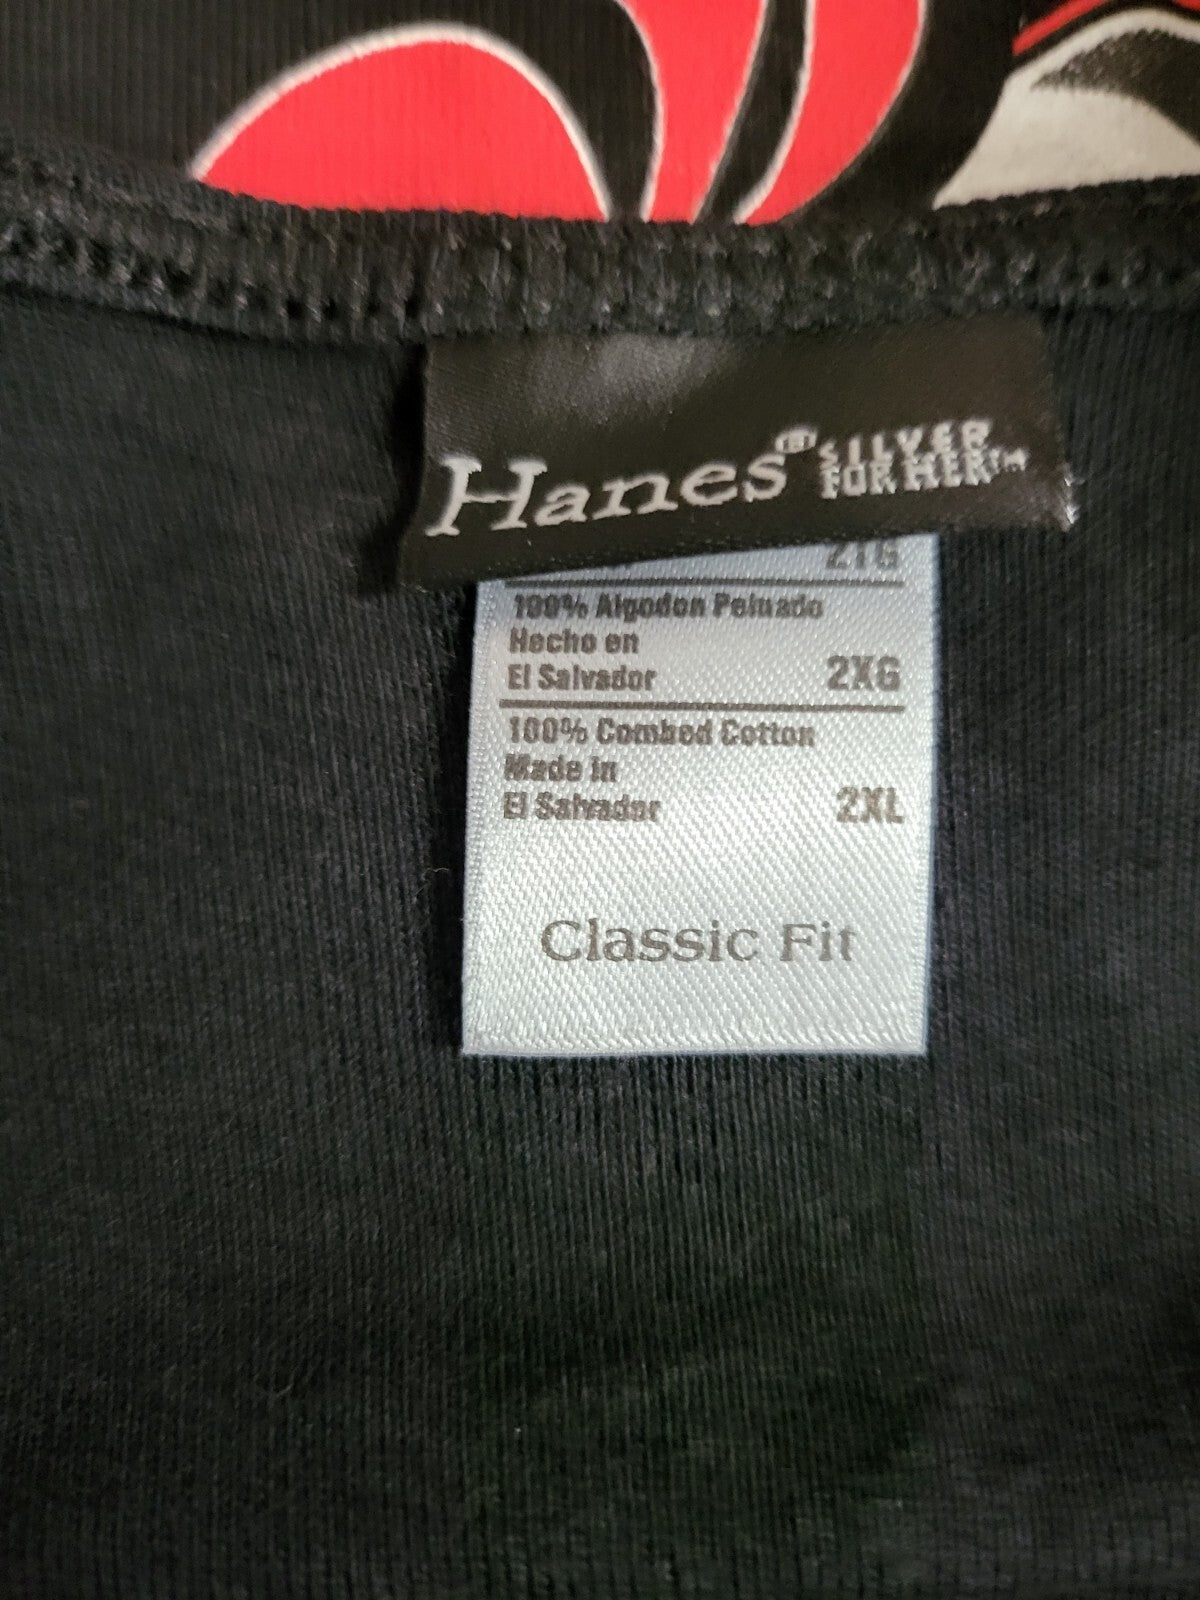 Hanes® SILVER
FOR HER™
2TG
100% Algodon Peinado
Hecho en
El Salvador 2XG
100% Combed Cotton
Made in
El Salvador 2XL
Classic Fit